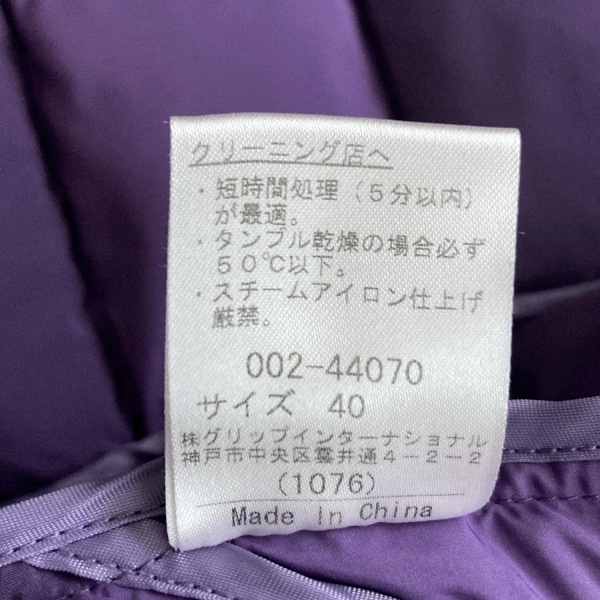 クリーニング店へ
・短時間処理（５分以内）
が最適。
・タンブル乾燥の場合必ず
５０℃以下。
・スチームアイロン仕上げ
厳禁。
002-44070
サイズ 40
㈱グリップインターナショナル
神戸市中央区雲井通４－２－２
(1076)
Made In China